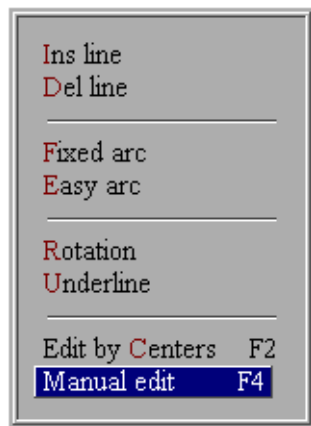 Ins line
Del line
Fixed arc
Easy arc
Rotation
Underline
Edit by Centers F2
Manual edit F4